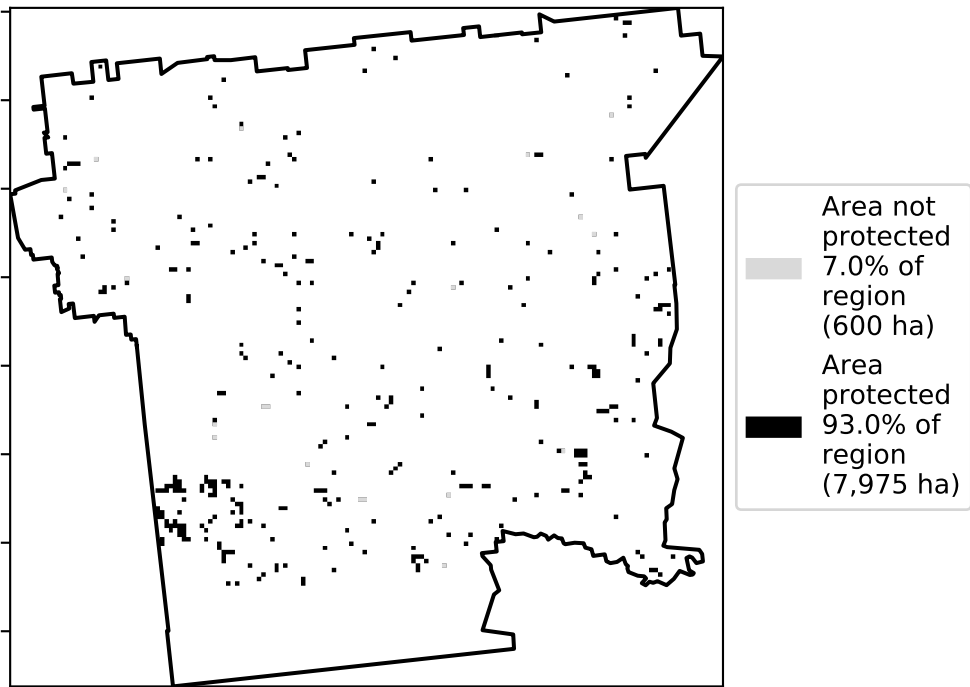 Area not
protected
7.0% of
region
(600 ha)
Area
protected
93.0% of
region
(7,975 ha)